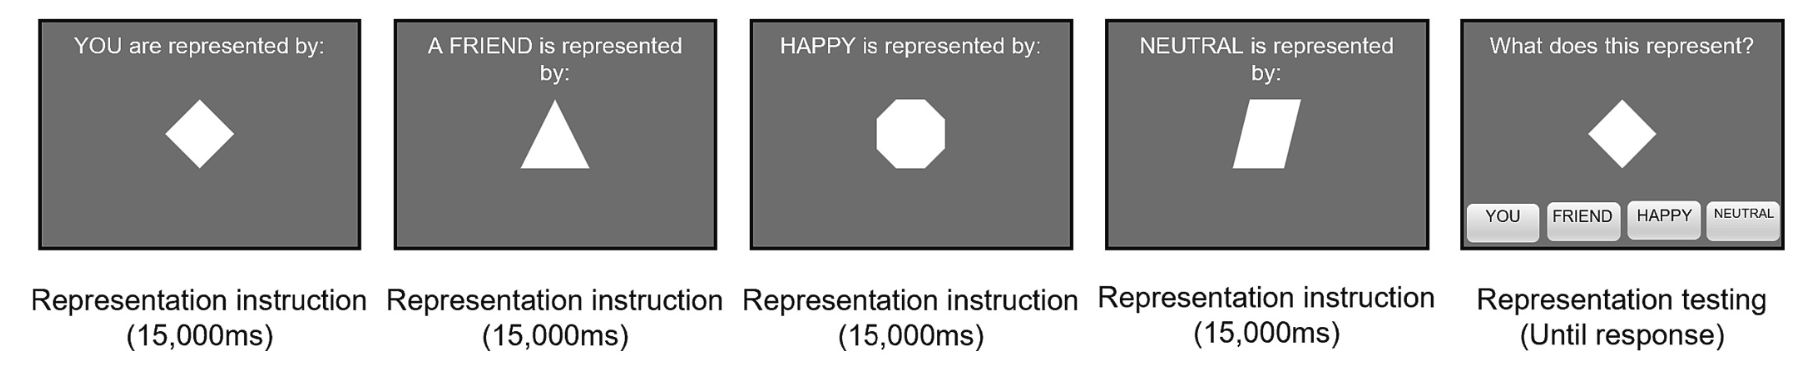 YOU are represented by:
A FRIEND is represented
by:
HAPPY is represented by:
NEUTRAL is represented
by:
What does this represent?
YOU
FRIEND
HAPPY
NEUTRAL
Representation instruction
(15,000ms)
Representation instruction
(15,000ms)
Representation instruction
(15,000ms)
Representation instruction
(15,000ms)
Representation testing
(Until response)